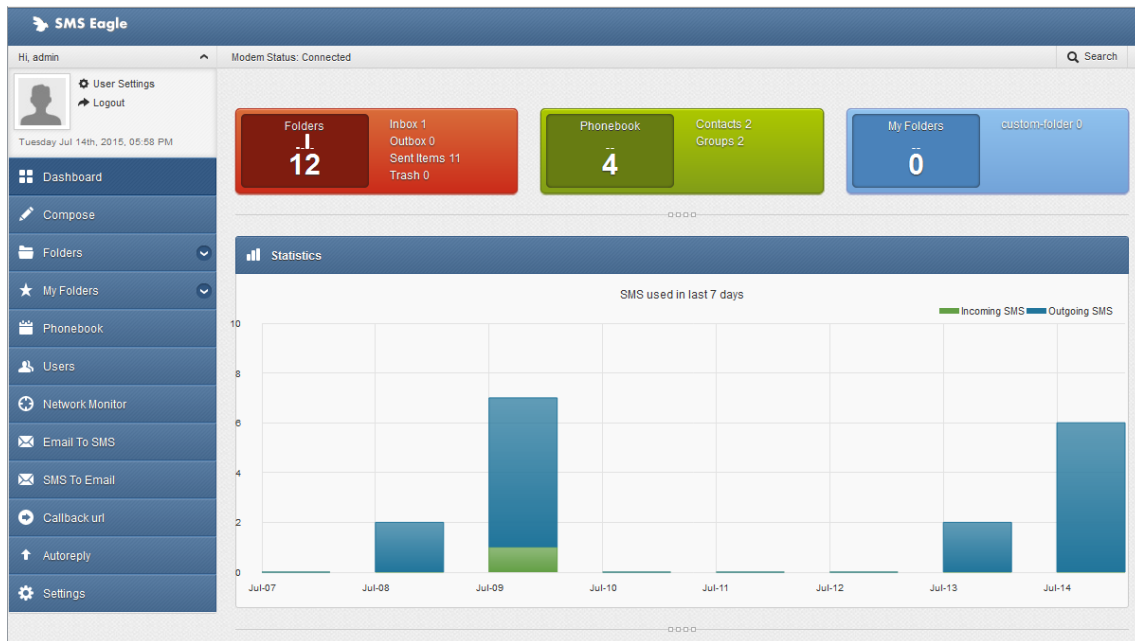 SMS Eagle
Hi, admin
Modem Status: Connected
Search
User Settings
Logout
Tuesday Jul 14th, 2015, 05:58 PM
Dashboard
Compose
Folders
My Folders
Phonebook
Users
Network Monitor
Email To SMS
SMS To Email
Callback url
Autoreply
Settings
Folders
12
Inbox 1
Outbox 0
Sent Items 11
Trash 0
Phonebook
4
Contacts 2
Groups 2
My Folders
0
custom-folder 0
Statistics
SMS used in last 7 days
Incoming SMS Outgoing SMS
10
8
6
4
2
0
Jul-07 Jul-08 Jul-09 Jul-10 Jul-11 Jul-12 Jul-13 Jul-14